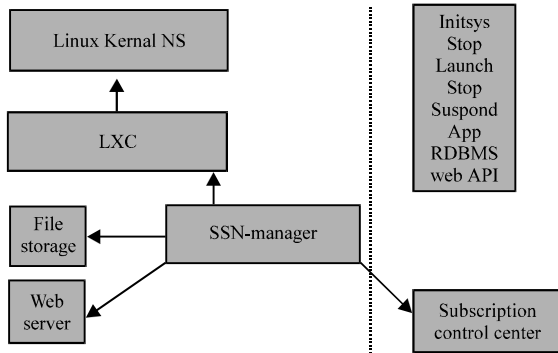 Linux Kernal NS
LXC
File
storage
SSN-manager
Web
server
Initsys
Stop
Launch
Stop
Suspond
App
RDBMS
web API
Subscription
control center